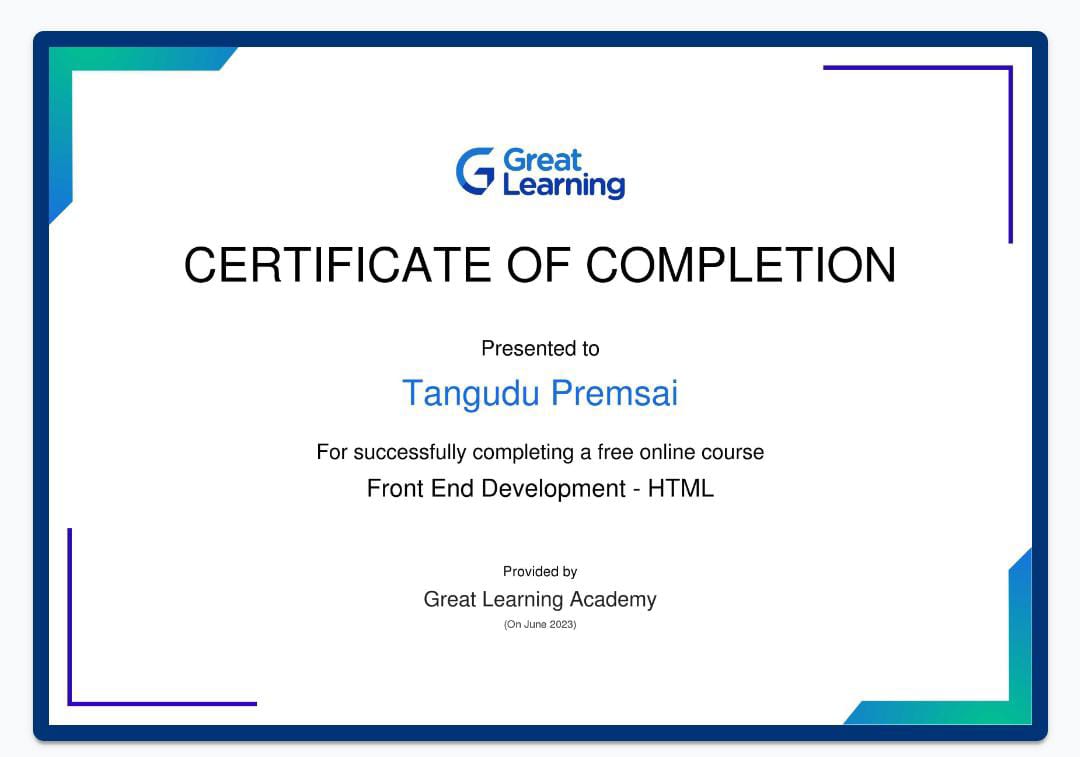 Great
Learning
CERTIFICATE OF COMPLETION
Presented to
Tangudu Premsai
For successfully completing a free online course
Front End Development - HTML
Provided by
Great Learning Academy
(On June 2023)